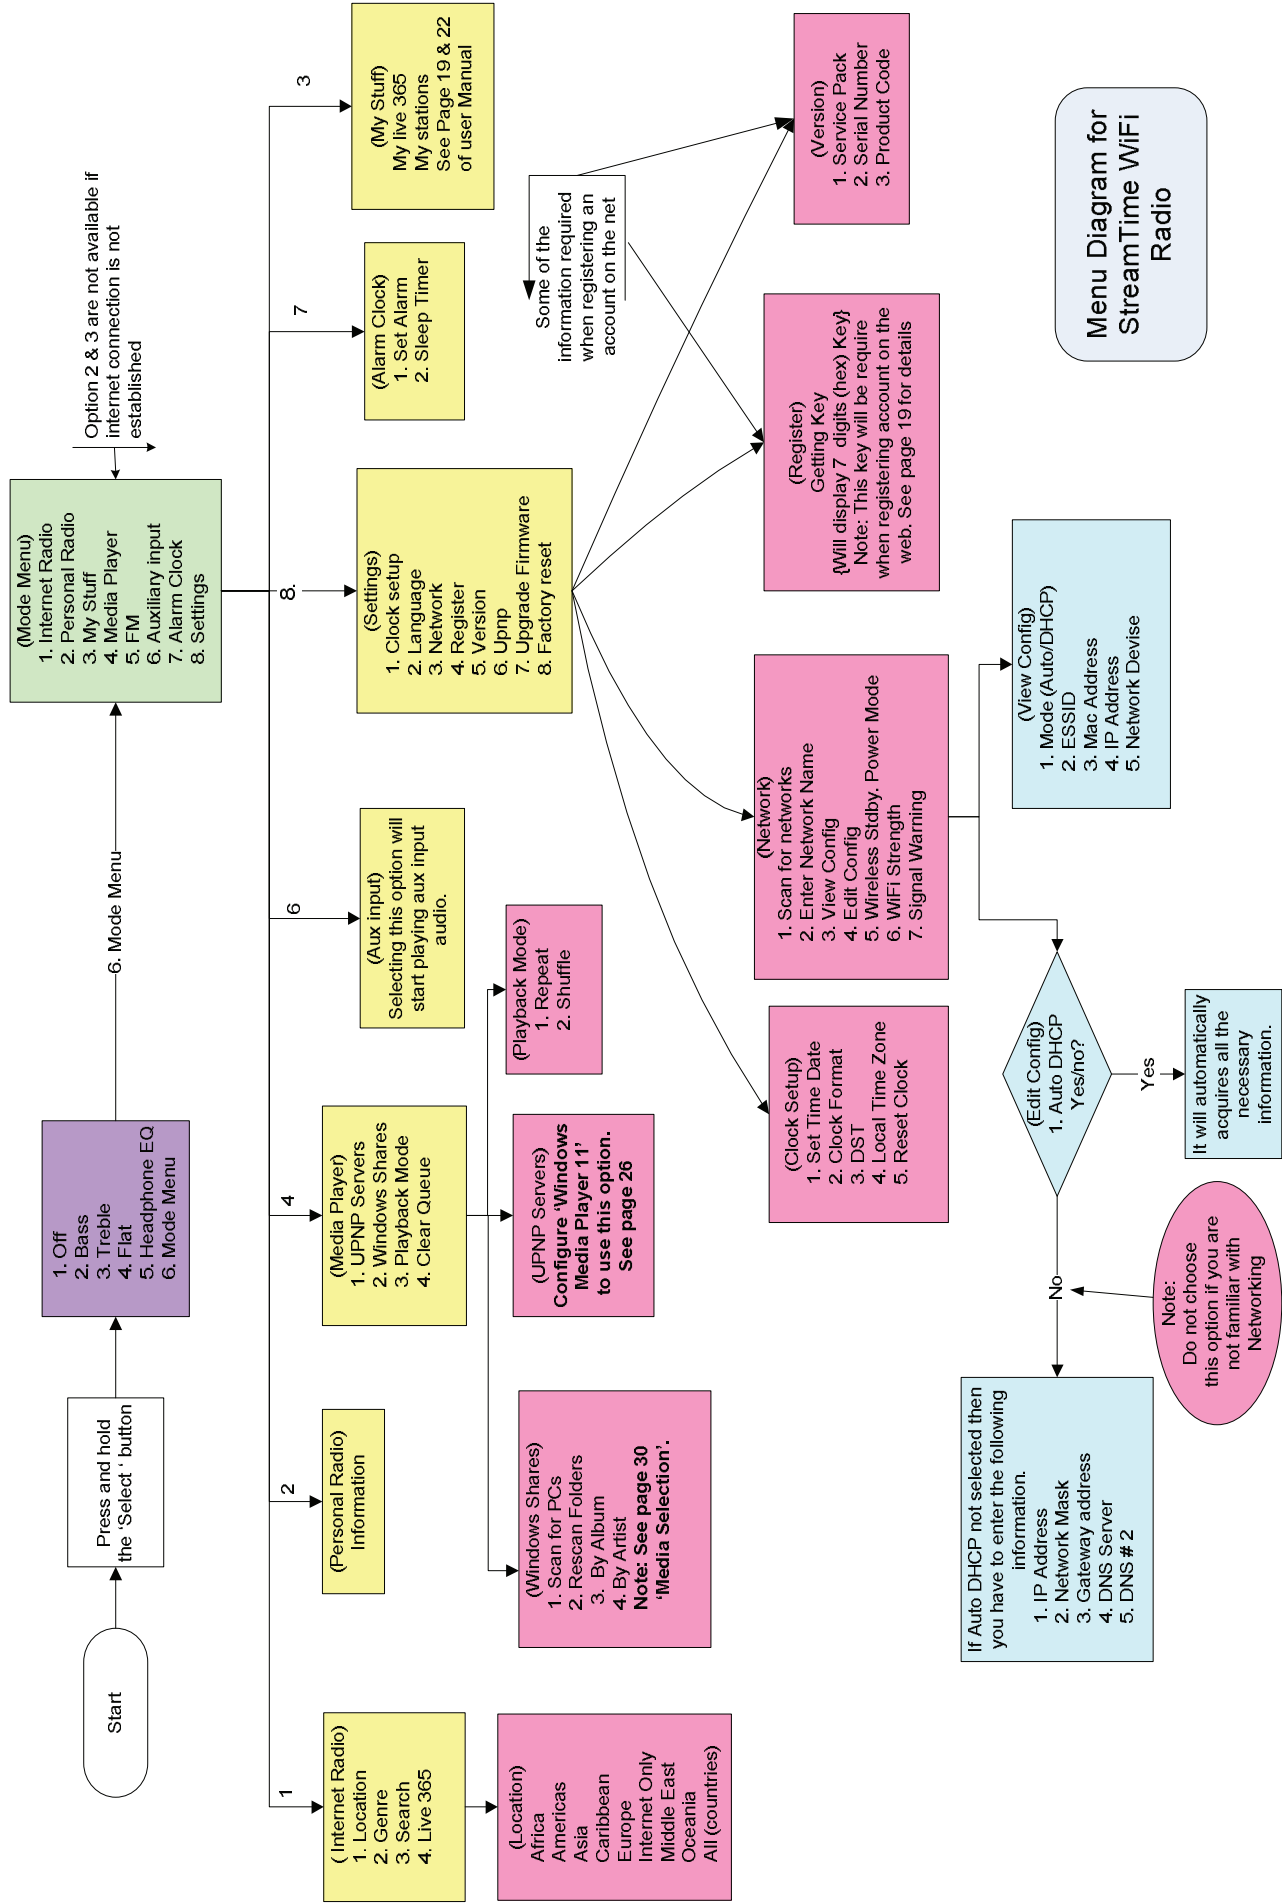 Start
Press and hold
the ‘Select ‘ button
1. Off
2. Bass
3. Treble
4. Flat
5. Headphone EQ
6. Mode Menu
6. Mode Menu
(Mode Menu)
1. Internet Radio
2. Personal Radio
3. My Stuff
4. Media Player
5. FM
6. Auxiliary input
7. Alarm Clock
8. Settings
Option 2 & 3 are not available if
internet connection is not
established
1
2
4
6
8.
7
3
( Internet Radio)
1. Location
2. Genre
3. Search
4. Live 365
(Personal Radio)
Information
(Media Player)
1. UPNP Servers
2. Windows Shares
3. Playback Mode
4. Clear Queue
(Aux input)
Selecting this option will
start playing aux input
audio.
(Settings)
1. Clock setup
2. Language
3. Network
4. Register
5. Version
6. Upnp
7. Upgrade Firmware
8. Factory reset
(Alarm Clock)
1. Set Alarm
2. Sleep Timer
(My Stuff)
My live 365
My stations
See Page 19 & 22
of user Manual
(Location)
Africa
Americas
Asia
Caribbean
Europe
Internet Only
Middle East
Oceania
All (countries)
(Windows Shares)
1. Scan for PCs
2. Rescan Folders
3. By Album
4. By Artist
Note: See page 30
‘Media Selection’.
(UPNP Servers)
Configure ‘Windows
Media Player 11’
to use this option.
See page 26
(Playback Mode)
1. Repeat
2. Shuffle
Some of the
information required
when registering an
account on the net
(Clock Setup)
1. Set Time Date
2. Clock Format
3. DST
4. Local Time Zone
5. Reset Clock
(Network)
1. Scan for networks
2. Enter Network Name
3. View Config
4. Edit Config
5. Wireless Stdby. Power Mode
6. WiFi Strength
7. Signal Warning
(Register)
Getting Key
{Will display 7 digits (hex) Key}
Note: This key will be require
when registering account on the
web. See page 19 for details
(Version)
1. Service Pack
2. Serial Number
3. Product Code
If Auto DHCP not selected then
you have to enter the following
information.
1. IP Address
2. Network Mask
3. Gateway address
4. DNS Server
5. DNS # 2
No
(Edit Config)
1. Auto DHCP
Yes/no?
(View Config)
1. Mode (Auto/DHCP)
2. ESSID
3. Mac Address
4. IP Address
5. Network Devise
Note:
Do not choose
this option if you are
not familiar with
Networking
Yes
It will automatically
acquires all the
necessary
information.
Menu Diagram for
StreamTime WiFi
Radio